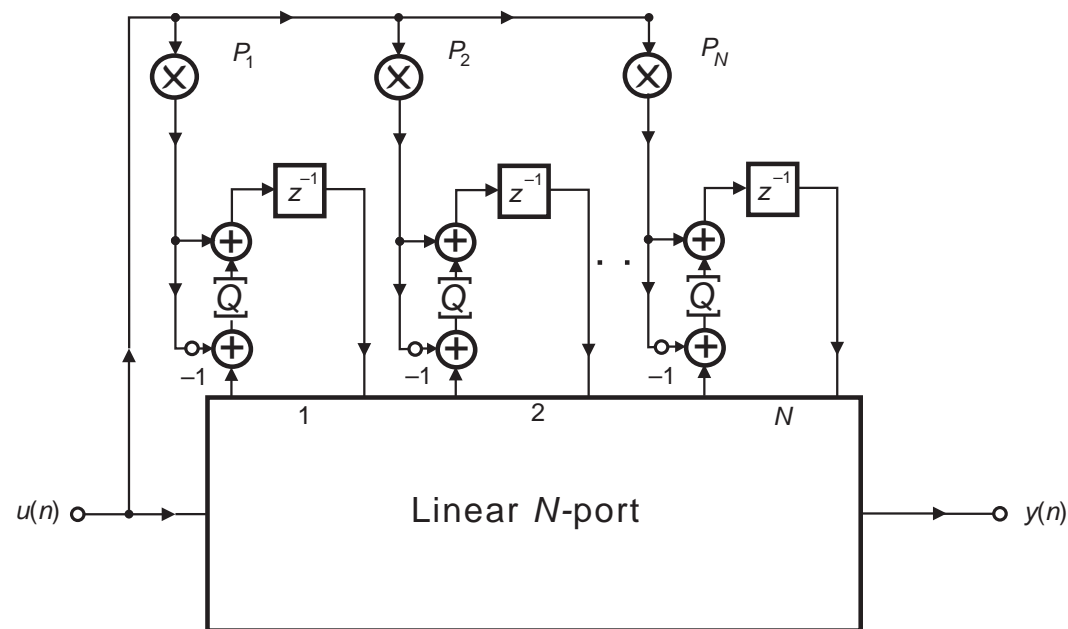 P1 P2 PN
z–1 z–1 z–1
. .
Q Q Q
–1 –1 –1
1 2 N
u(n) Linear N-port y(n)